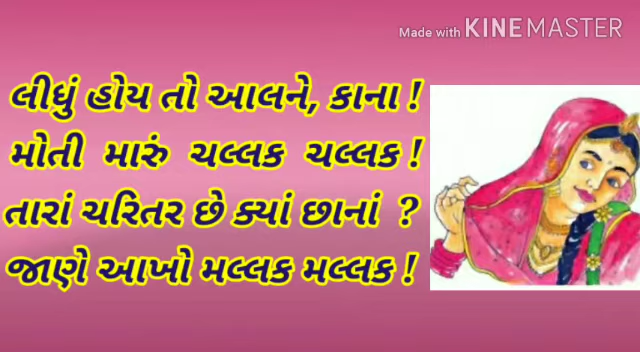 Made with KINEMASTER
લીધું હોય તો આલને, કાના !
મોતી મારું ચલ્લક ચલ્લક !
તારાં ચરિતર છે ક્યાં છાનાં ?
જાણે આખો મલ્લક મલ્લક !